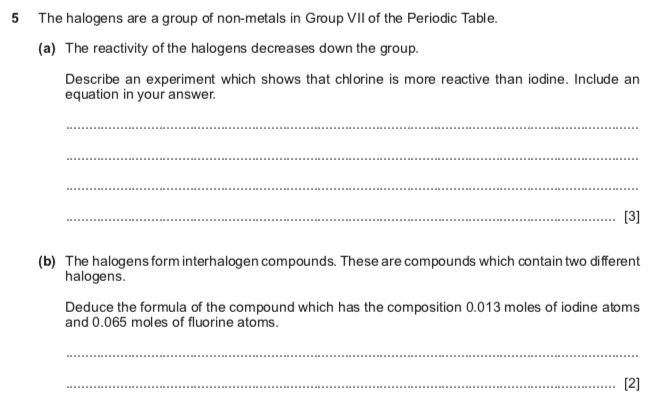 5 The halogens are a group of non-metals in Group VII of the Periodic Table.
(a) The reactivity of the halogens decreases down the group.
Describe an experiment which shows that chlorine is more reactive than iodine. Include an
equation in your answer.
[3]
(b) The halogens form interhalogen compounds. These are compounds which contain two different
halogens.
Deduce the formula of the compound which has the composition 0.013 moles of iodine atoms
and 0.065 moles of fluorine atoms.
[2]